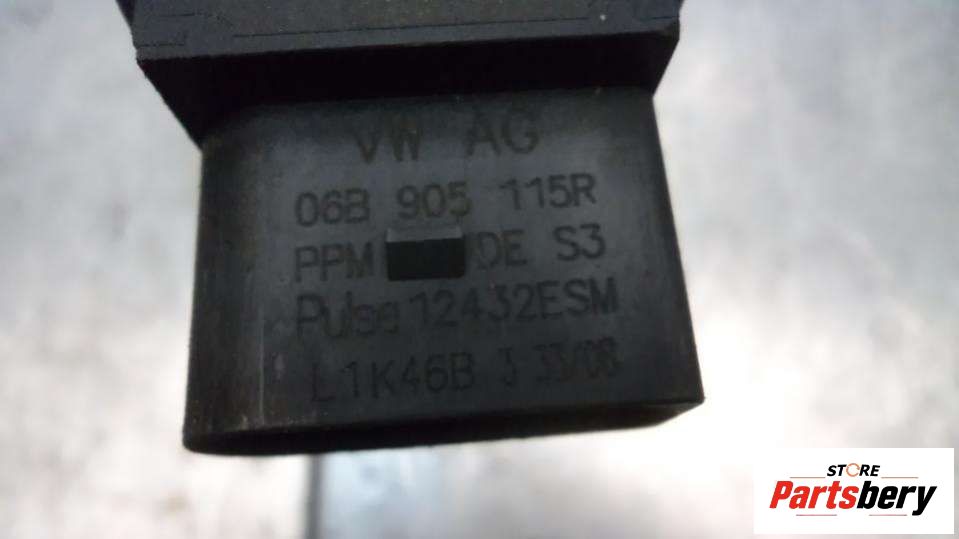 VW AG
06B 905 115R
PPM DE S3
Pulse 12432ESM
L1K46B 3 33/08
STORE
Partsbery